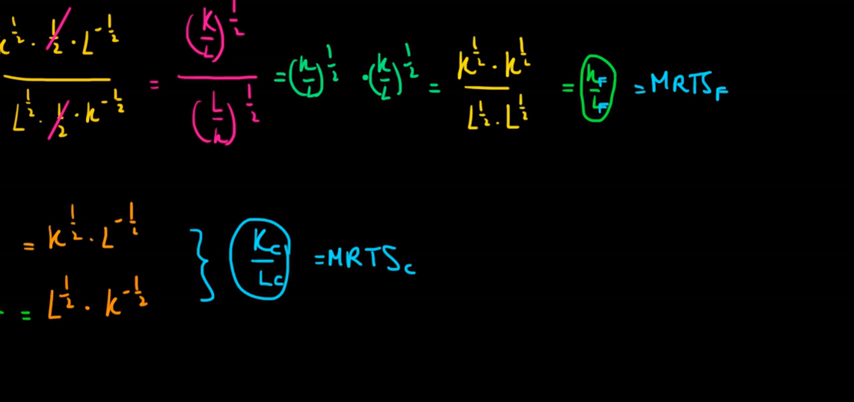 K^{1/2} · 1/2 · L^{-1/2} / L^{1/2} · 1/2 · K^{-1/2} = (K/L)^{1/2} / (L/K)^{1/2} = (K/L)^{1/2} · (K/L)^{1/2} = K^{1/2} · K^{1/2} / L^{1/2} · L^{1/2} = K_F / L_F = MRTS_F
= K^{1/2} · L^{-1/2} } K_C / L_C = MRTS_C
= L^{1/2} · K^{-1/2}